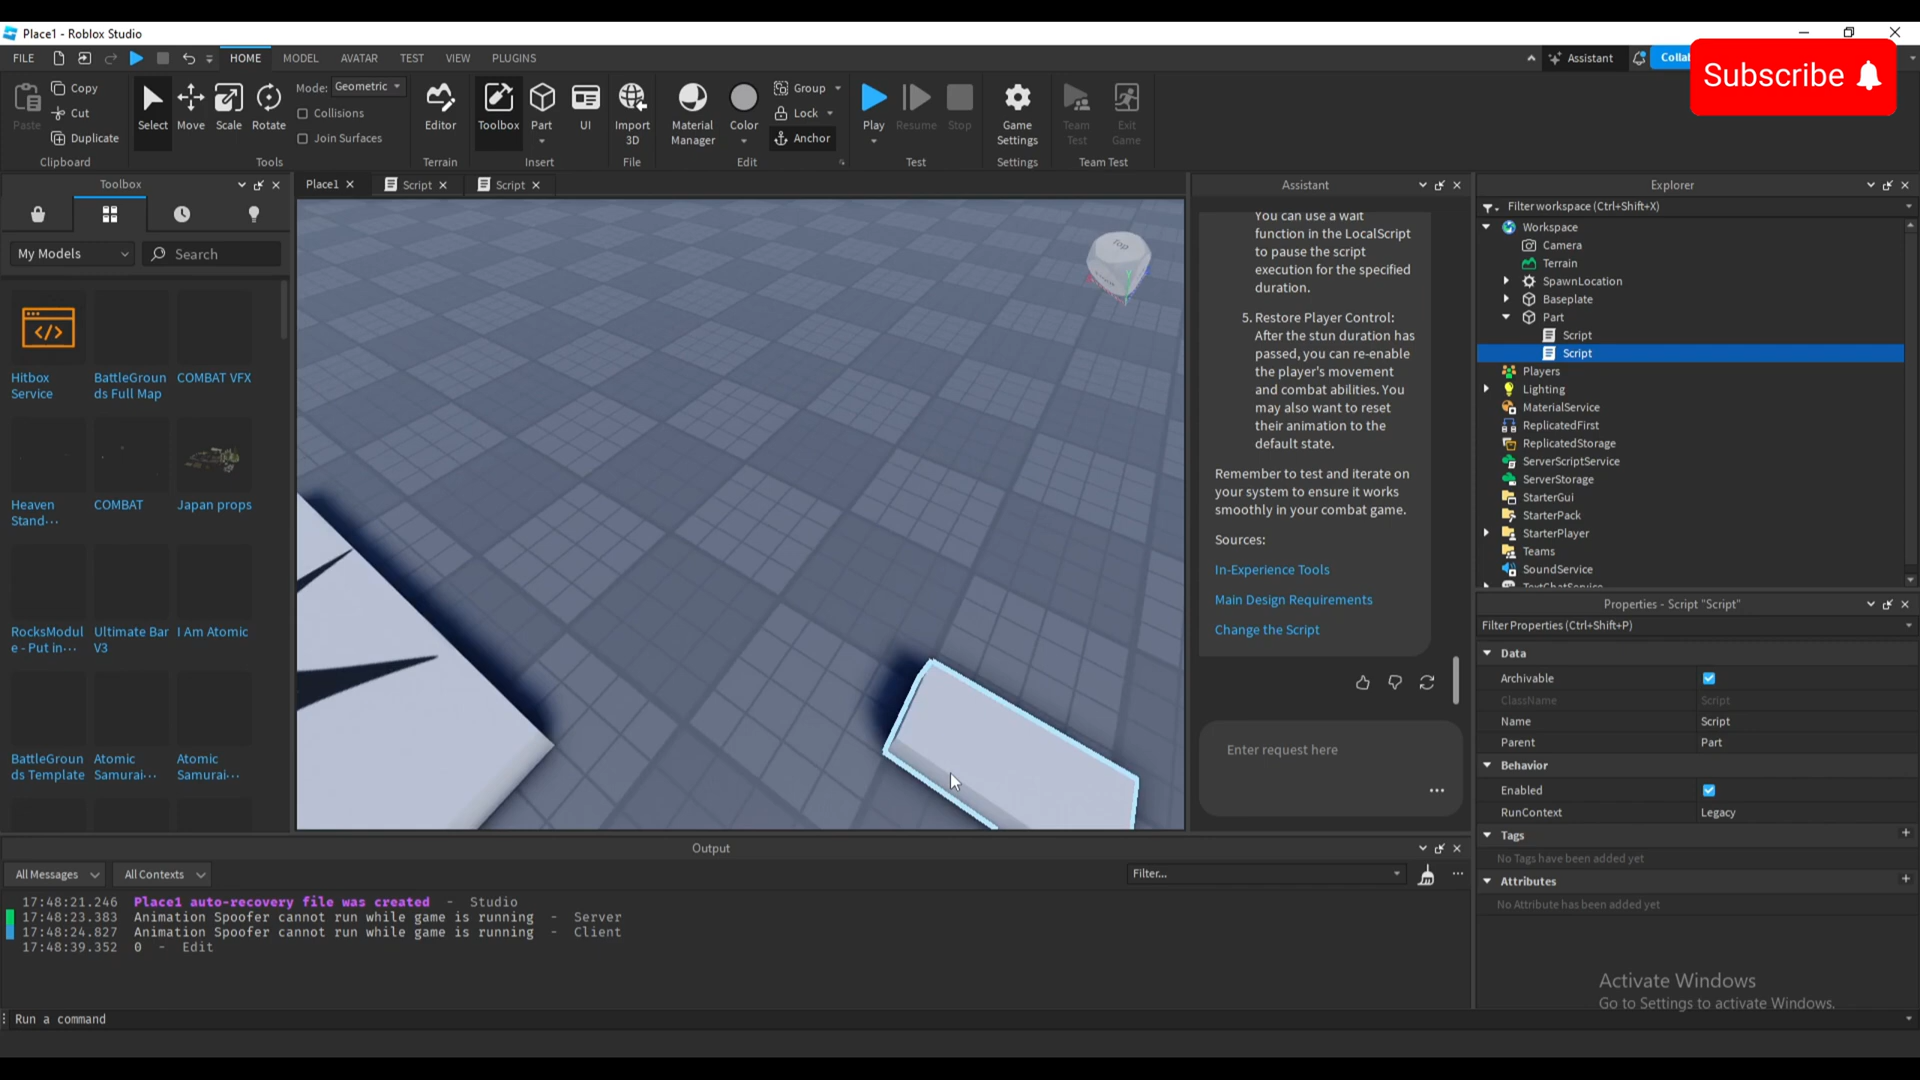 Place1 - Roblox Studio
FILE
HOME
MODEL
AVATAR
TEST
VIEW
PLUGINS
Assistant
Subscribe
Paste
Copy
Cut
Duplicate
Clipboard
Select
Move
Scale
Rotate
Mode:
Geometric
Collisions
Join Surfaces
Tools
Editor
Terrain
Toolbox
Part
UI
Insert
Import
3D
File
Material
Manager
Color
Group
Lock
Anchor
Edit
Play
Resume
Stop
Test
Game
Settings
Settings
Team
Test
Exit
Game
Team Test
Toolbox
My Models
Search
Hitbox
Service
BattleGroun
ds Full Map
COMBAT VFX
Heaven
Stand···
COMBAT
Japan props
RocksModul
e - Put in···
Ultimate Bar
V3
I Am Atomic
BattleGroun
ds Template
Atomic
Samurai···
Atomic
Samurai···
Place1
Script
Script
Top
Assistant
You can use a wait
function in the LocalScript
to pause the script
execution for the specified
duration.
5. Restore Player Control:
After the stun duration has
passed, you can re-enable
the player's movement
and combat abilities. You
may also want to reset
their animation to the
default state.
Remember to test and iterate on
your system to ensure it works
smoothly in your combat game.
Sources:
In-Experience Tools
Main Design Requirements
Change the Script
Enter request here
Explorer
Filter workspace (Ctrl+Shift+X)
Workspace
Camera
Terrain
SpawnLocation
Baseplate
Part
Script
Script
Players
Lighting
MaterialService
ReplicatedFirst
ReplicatedStorage
ServerScriptService
ServerStorage
StarterGui
StarterPack
StarterPlayer
Teams
SoundService
Properties - Script "Script"
Filter Properties (Ctrl+Shift+P)
Data
Archivable
ClassName Script
Name Script
Parent Part
Behavior
Enabled
RunContext Legacy
Tags
No Tags have been added yet
Attributes
No Attribute has been added yet
Output
All Messages
All Contexts
Filter...
17:48:21.246 Place1 auto-recovery file was created - Studio
17:48:23.383 Animation Spoofer cannot run while game is running - Server
17:48:24.827 Animation Spoofer cannot run while game is running - Client
17:48:39.352 0 - Edit
Run a command
Activate Windows
Go to Settings to activate Windows.